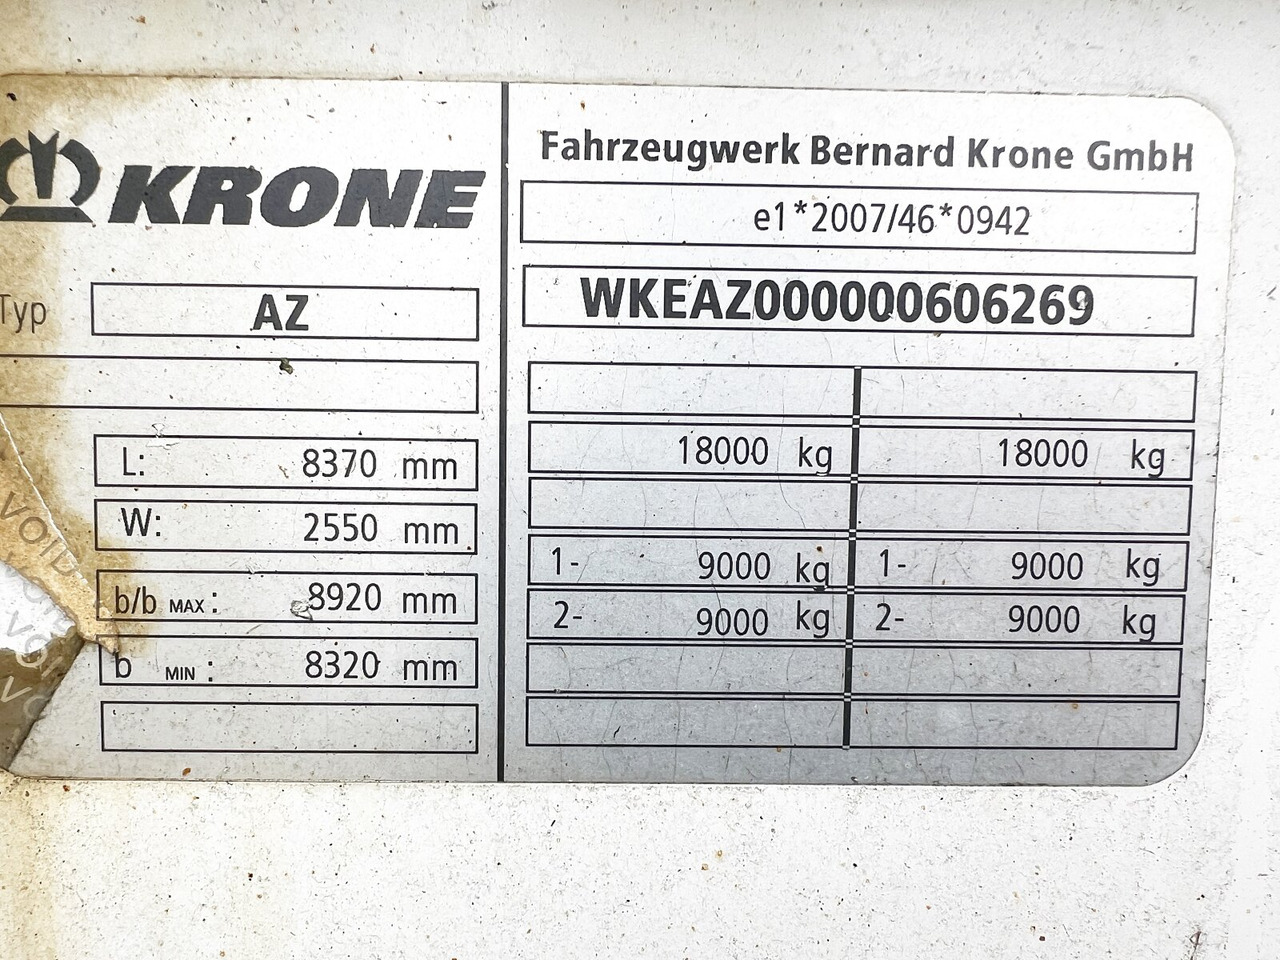 KRONE
Typ AZ
L: 8370 mm
W: 2550 mm
b/b MAX : 8920 mm
b MIN : 8320 mm
Fahrzeugwerk Bernard Krone GmbH
e1*2007/46*0942
WKEAZ000000606269
18000 kg 18000 kg
1- 9000 kg 1- 9000 kg
2- 9000 kg 2- 9000 kg
VOID